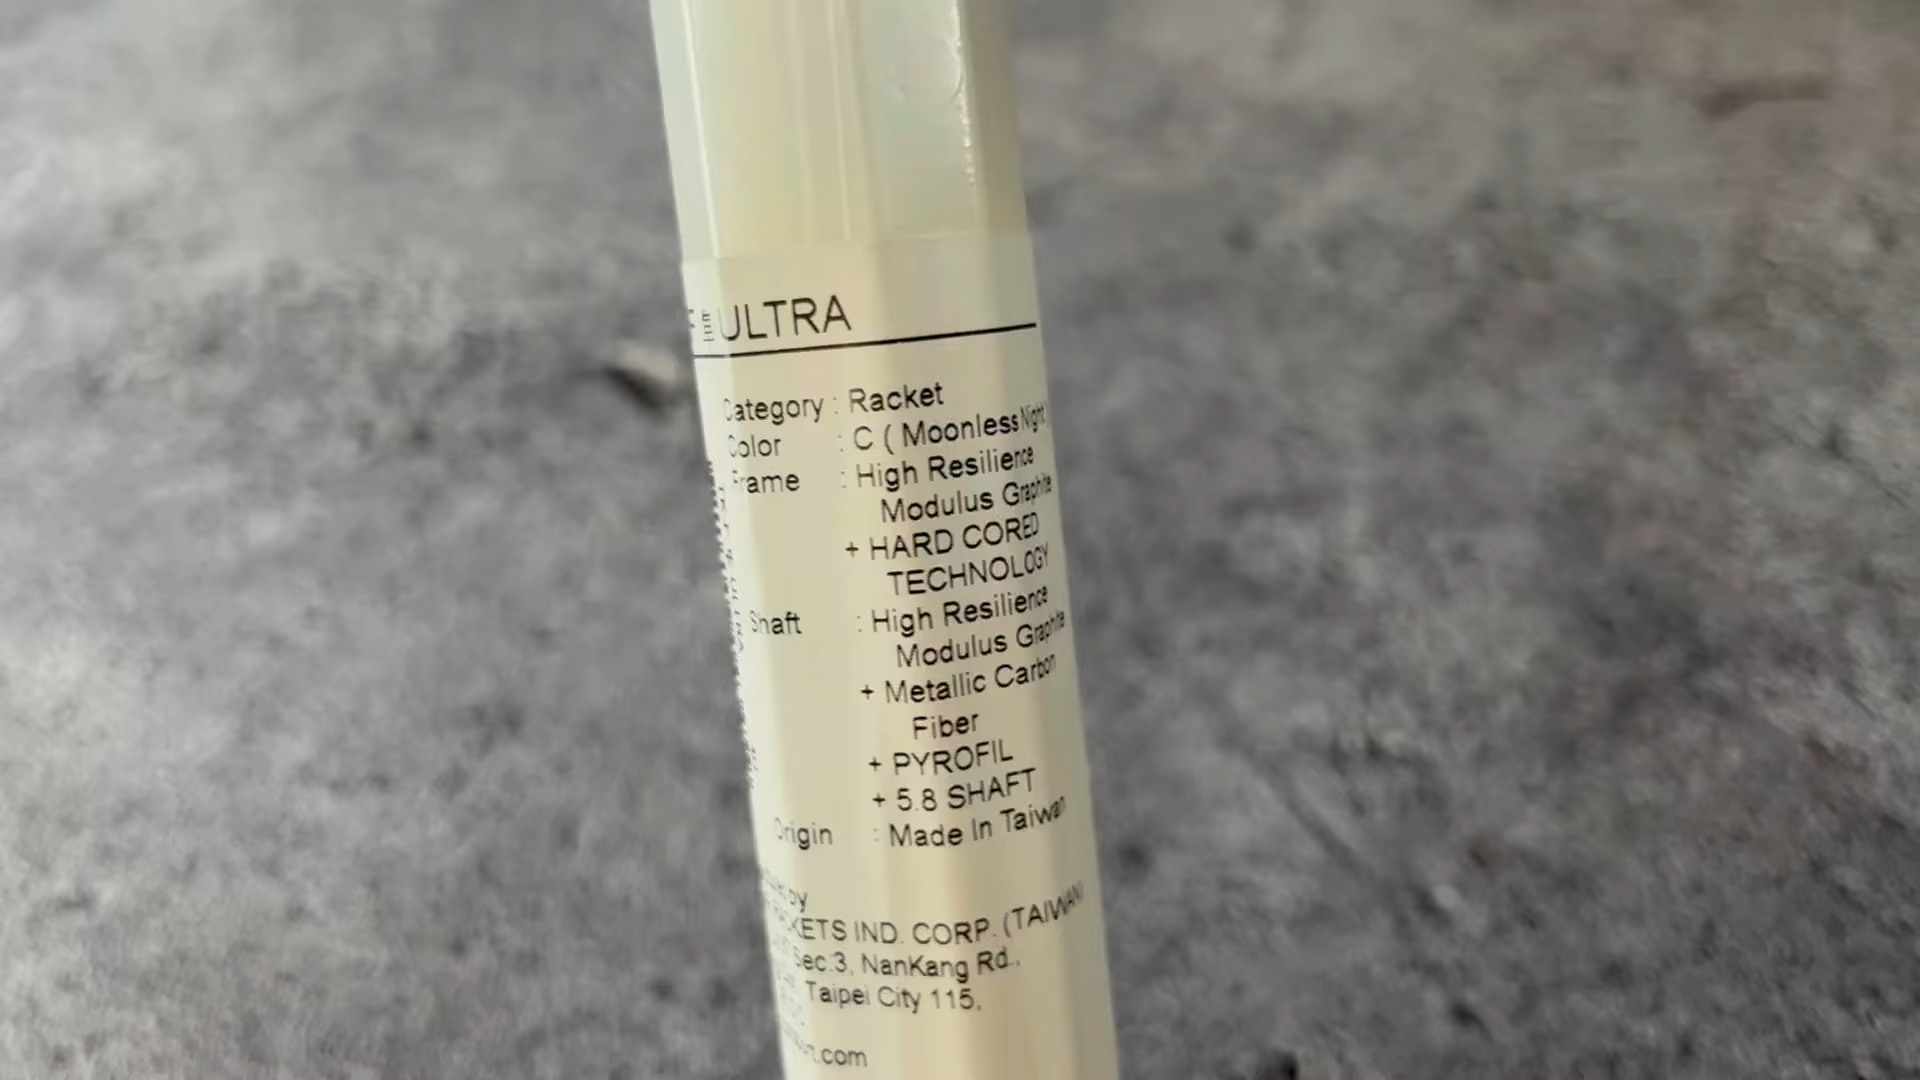 ULTRA
Category : Racket
Color : C ( Moonless Night )
Frame : High Resilience
Modulus Graphite
+ HARD CORED
TECHNOLOGY
Shaft : High Resilience
Modulus Graphite
+ Metallic Carbon
Fiber
+ PYROFIL
+ 5.8 SHAFT
Origin : Made In Taiwan
by
IND. CORP. (TAIWAN)
Sec.3, NanKang Rd.,
Taipei City 115,
.com